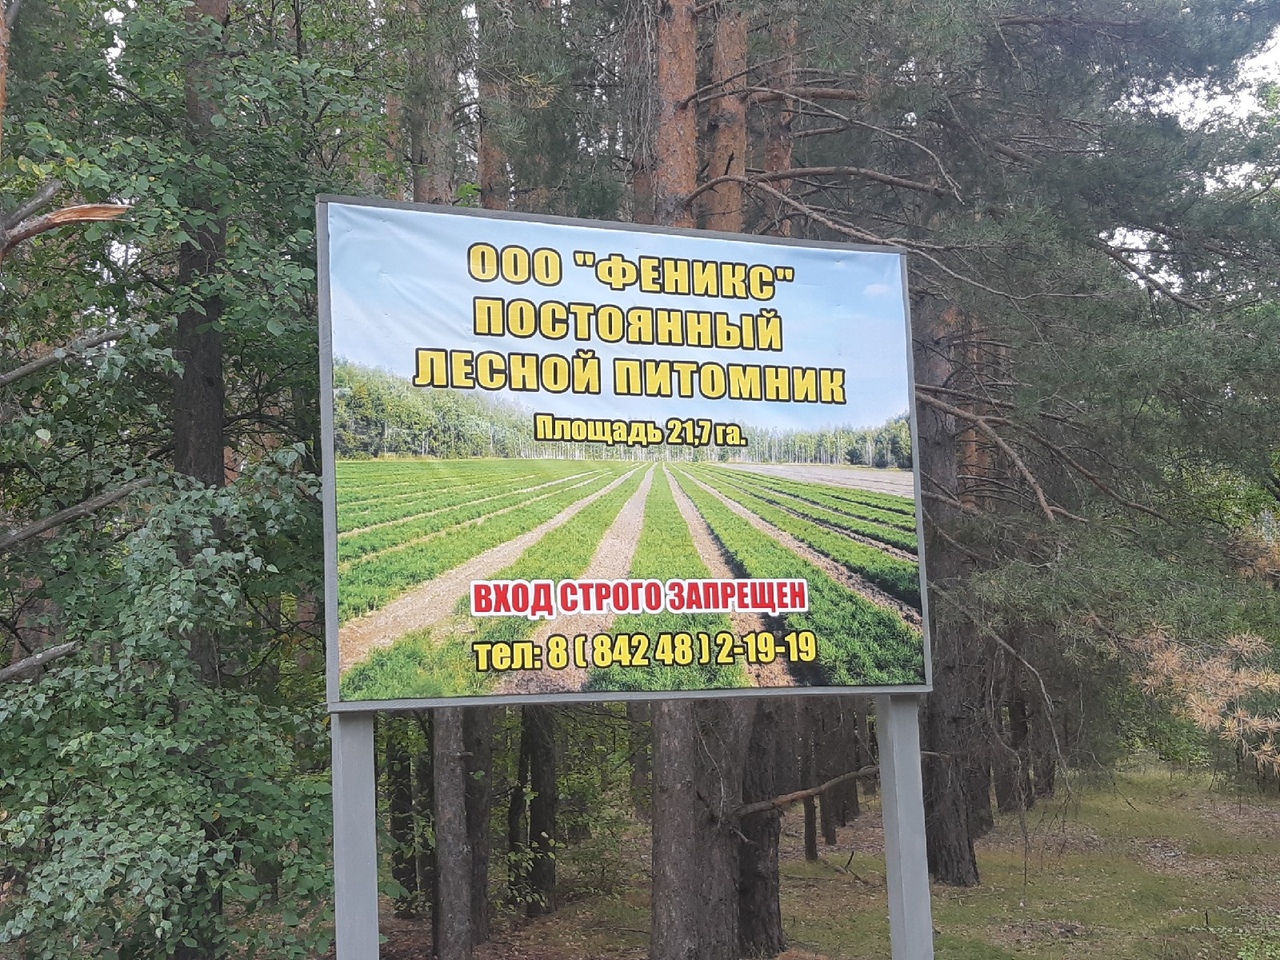 ООО "ФЕНИКС"
ПОСТОЯННЫЙ
ЛЕСНОЙ ПИТОМНИК
Площадь 21,7 га.
ВХОД СТРОГО ЗАПРЕЩЕН
тел: 8 ( 842 48 ) 2-19-19